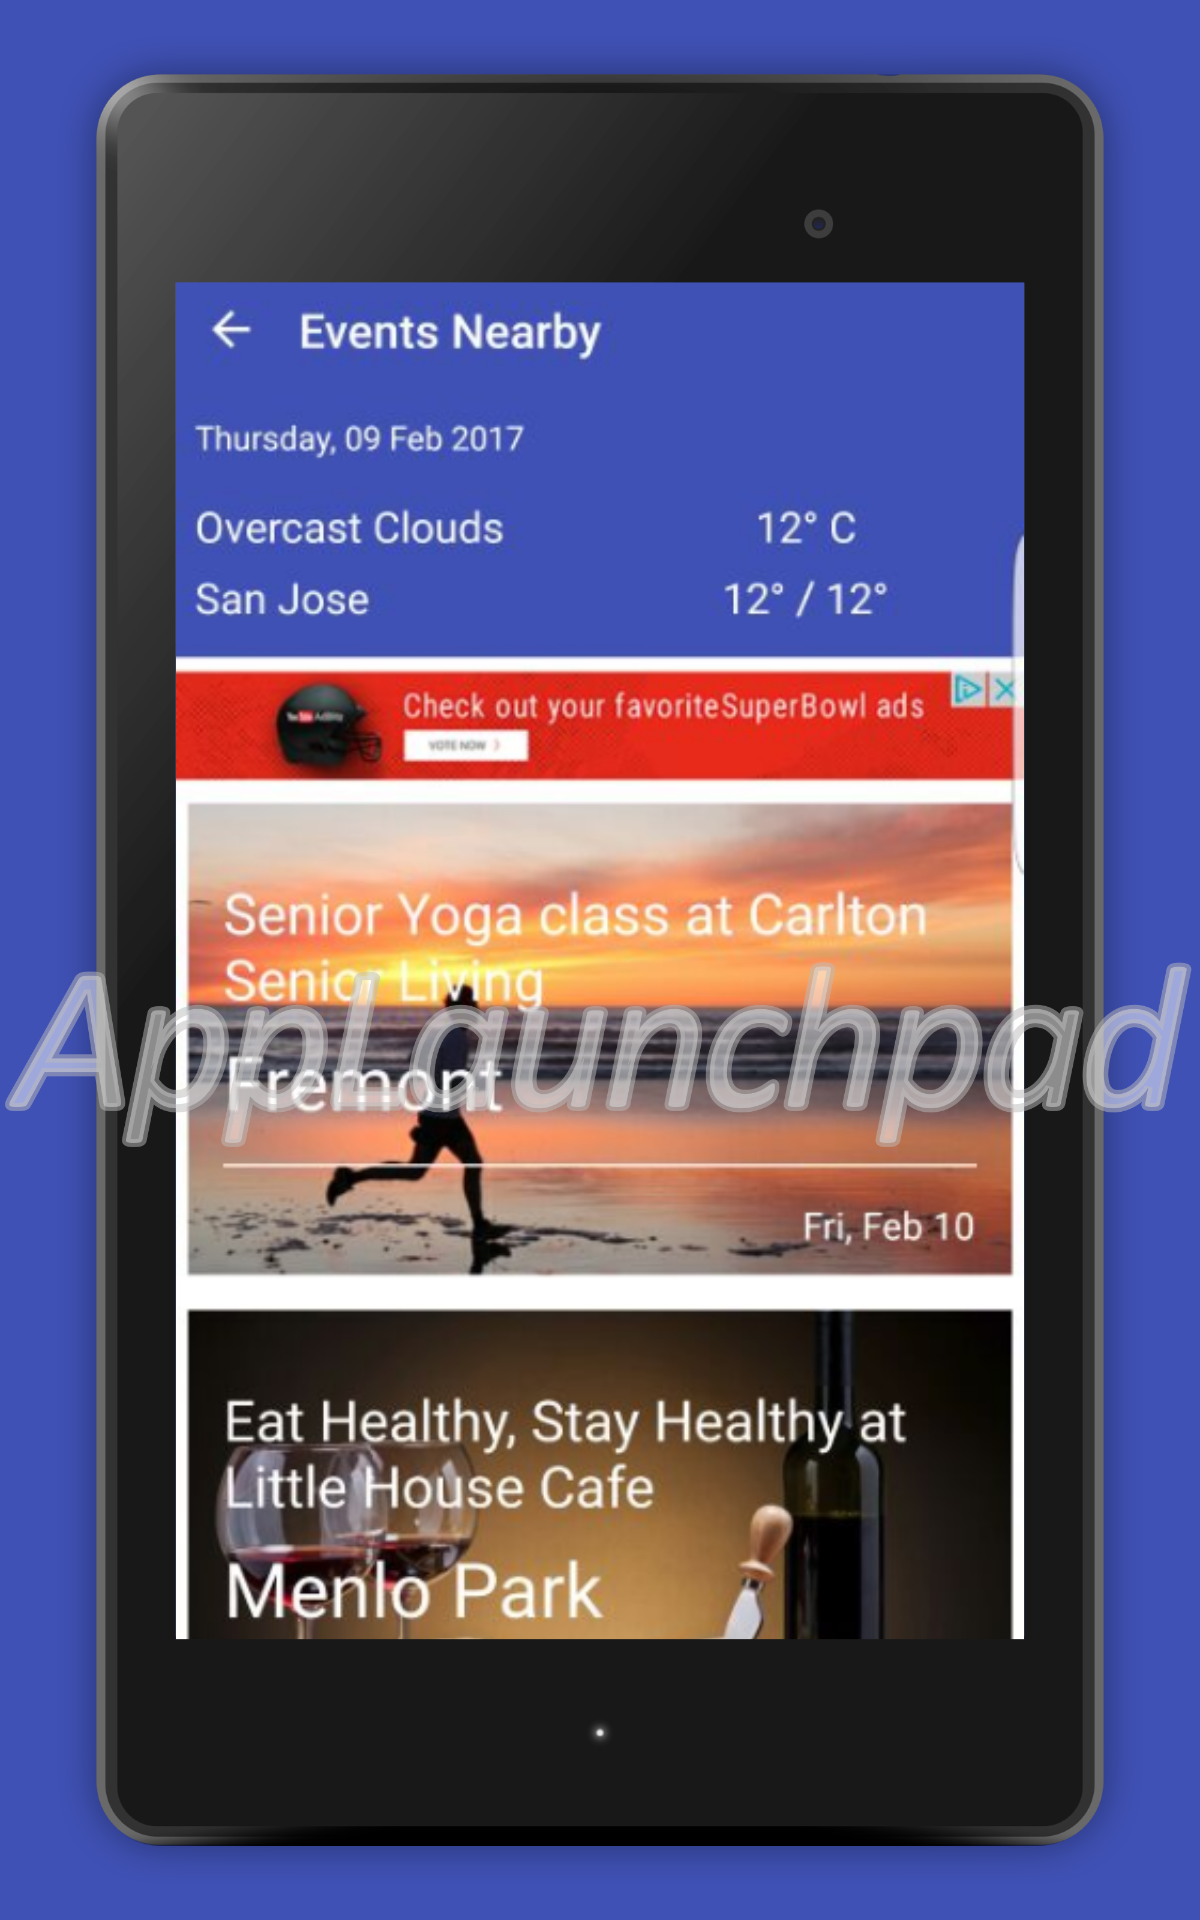 Events Nearby
Thursday, 09 Feb 2017
Overcast Clouds 12° C
San Jose 12° / 12°
YouTube AdBlitz
Check out your favoriteSuperBowl ads
VOTE NOW >
Senior Yoga class at Carlton
Senior Living
AppLaunchpad
Fremont
Fri, Feb 10
Eat Healthy, Stay Healthy at
Little House Cafe
Menlo Park